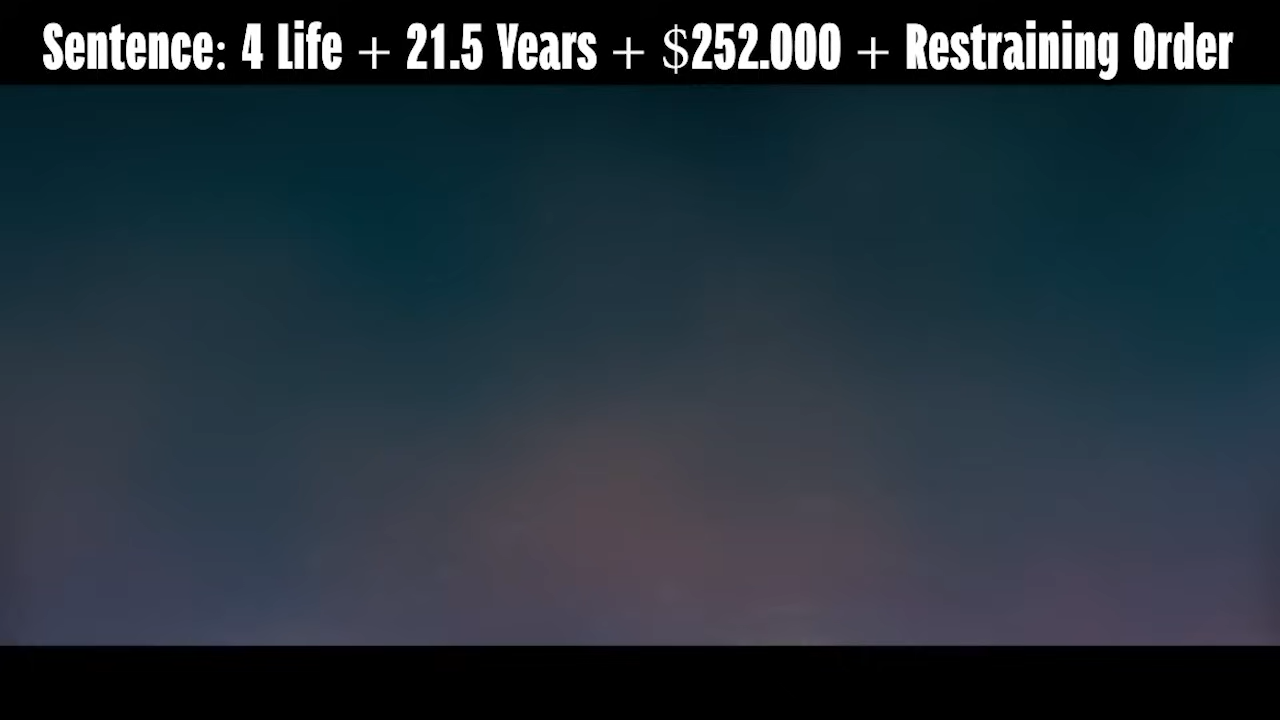 Sentence: 4 Life + 21.5 Years + $252.000 + Restraining Order